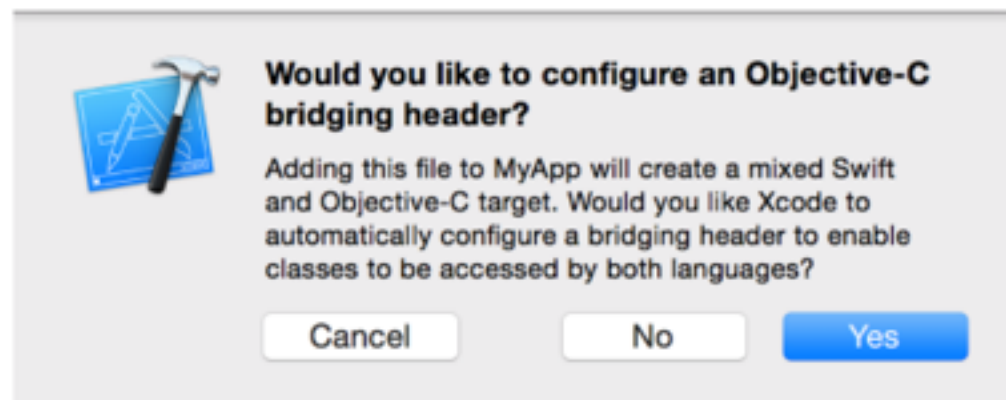 Would you like to configure an Objective-C
bridging header?
Adding this file to MyApp will create a mixed Swift
and Objective-C target. Would you like Xcode to
automatically configure a bridging header to enable
classes to be accessed by both languages?
Cancel No Yes